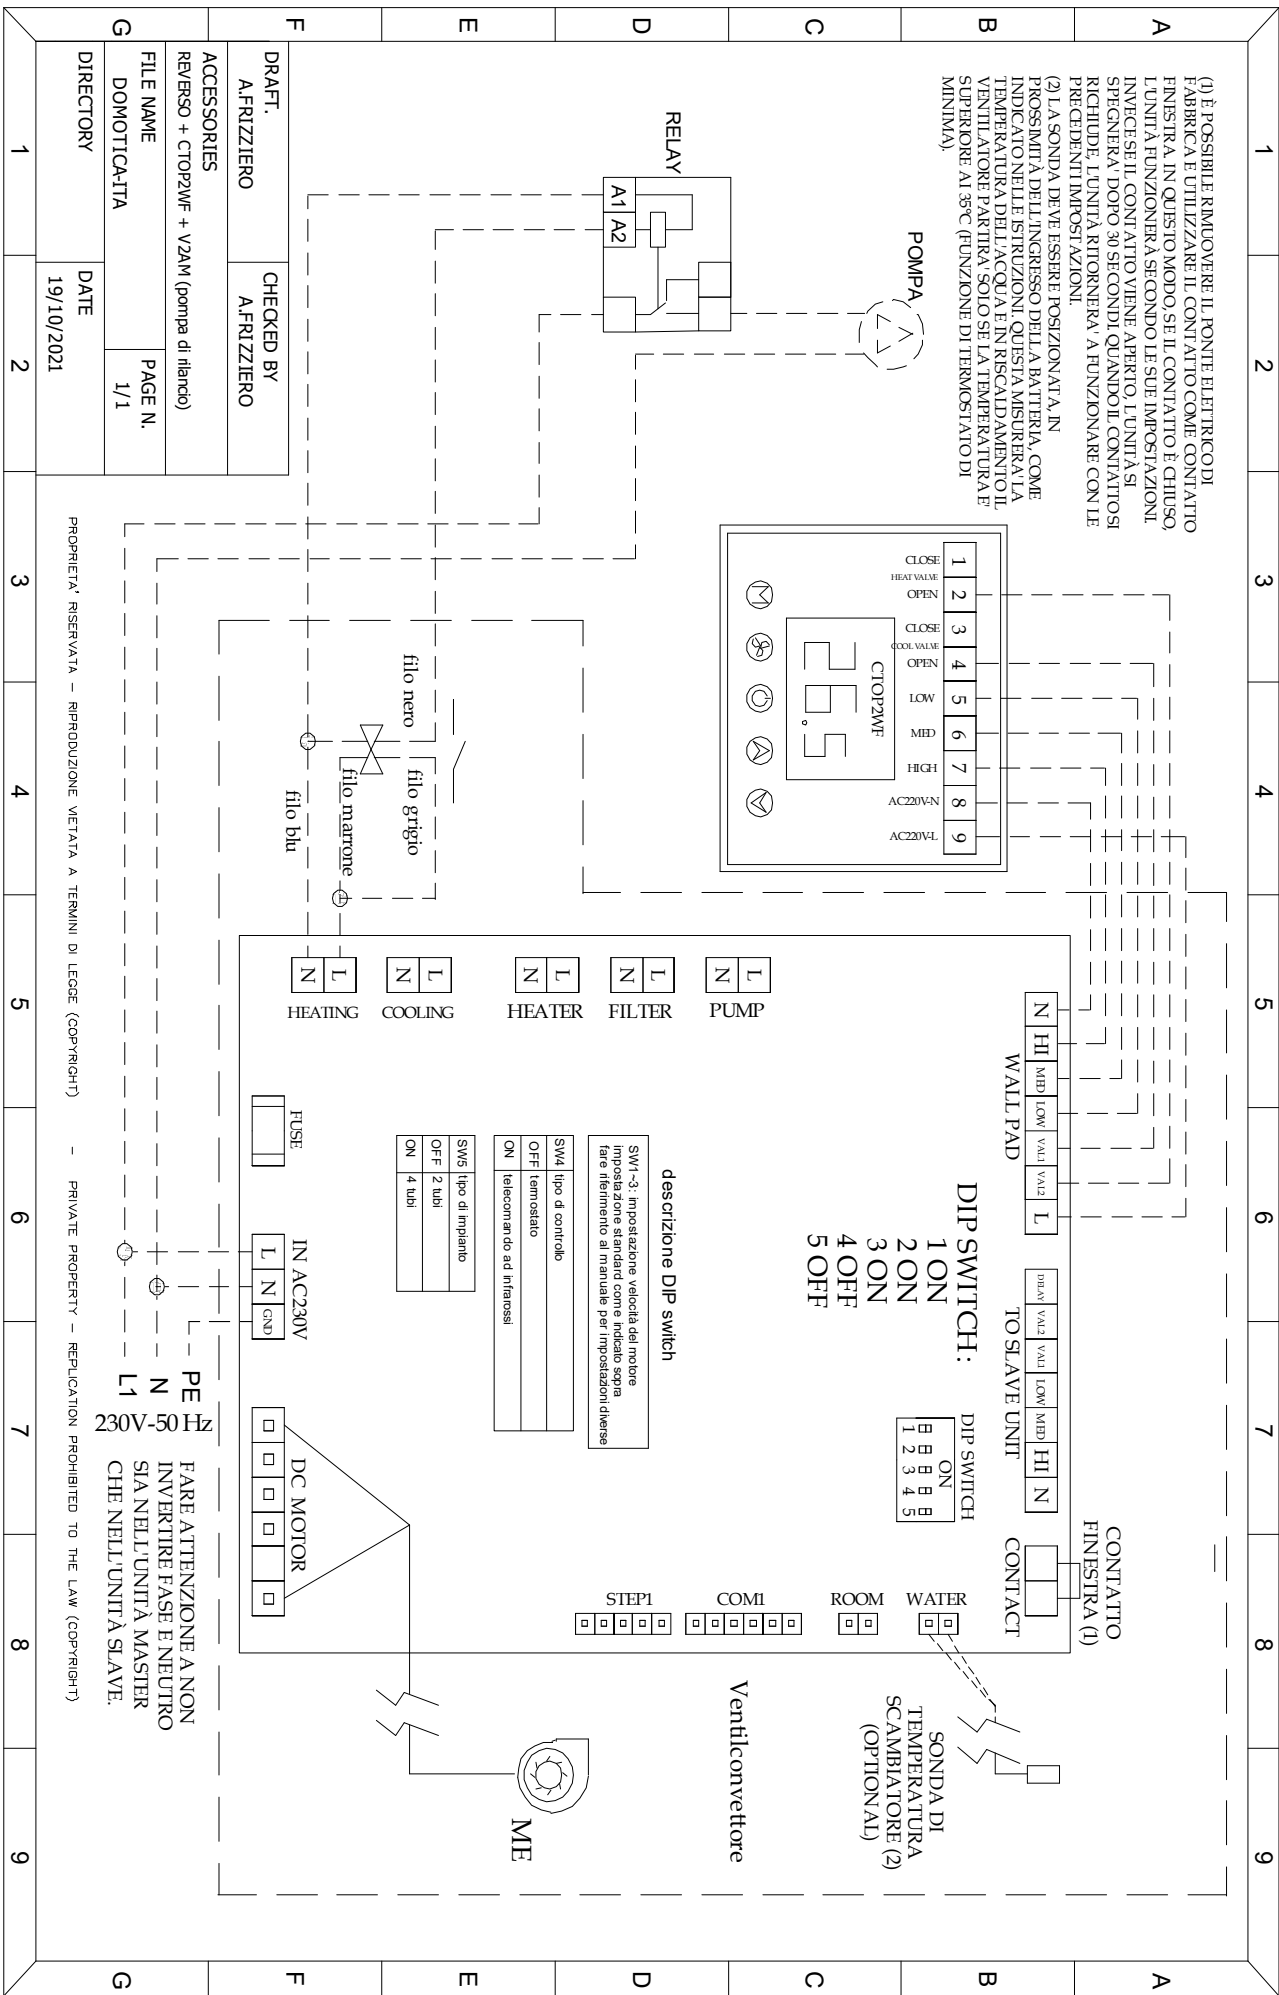 1 2 3 4 5 6 7 8 9
A
B
C
D
E
F
G
(1) È POSSIBILE RIMUOVERE IL PONTE ELETTRICO DI
FABBRICA E UTILIZZARE IL CONTATTO COME CONTATTO
FINESTRA. IN QUESTO MODO, SE IL CONTATTO È CHIUSO,
L'UNITÀ FUNZIONERÀ SECONDO LE SUE IMPOSTAZIONI.
INVECE SE IL CONTATTO VIENE APERTO, L'UNITÀ SI
SPEGNERA' DOPO 30 SECONDI. QUANDO IL CONTATTO SI
RICHIUDE, L'UNITÀ RITORNERA' A FUNZIONARE CON LE
PRECEDENTI IMPOSTAZIONI.
(2) LA SONDA DEVE ESSERE POSIZIONATA, IN
PROSSIMITÀ DELL'INGRESSO DELLA BATTERIA, COME
INDICATO NELLE ISTRUZIONI. QUESTA MISURERA' LA
TEMPERATURA DELL'ACQUA E IN RISCALDAMENTO IL
VENTILATORE PARTIRA' SOLO SE LA TEMPERATURA E'
SUPERIORE AI 35°C (FUNZIONE DI TERMOSTATO DI
MINIMA).
POMPA
RELAY
A1 A2
1 2 3 4 5 6 7 8 9
CLOSE
HEAT VALVE
OPEN
CLOSE
COOL VALVE
OPEN
LOW
MED
HIGH
AC220V-N
AC220V-L
CTOP2WF
26.5
M
N HI MED LOW VAL1 VAL2 L
WALL PAD
DELAY VAL2 VAL1 LOW MED HI N
TO SLAVE UNIT
CONTATTO
FINESTRA (1)
CONTACT
DIP SWITCH:
1 ON
2 ON
3 ON
4 OFF
5 OFF
DIP SWITCH
ON
1 2 3 4 5
WATER
ROOM
COM1
STEP1
SONDA DI
TEMPERATURA
SCAMBIATORE (2)
(OPTIONAL)
Ventilconvettore
ME
L N
PUMP
L N
FILTER
L N
HEATER
L N
COOLING
L N
HEATING
descrizione DIP switch
SW1~3: impostazione velocità del motore
impostazione standard come indicato sopra
fare riferimento al manuale per impostazioni diverse
SW4 tipo di controllo
OFF termostato
ON telecomando ad infrarossi
SW5 tipo di impianto
OFF 2 tubi
ON 4 tubi
filo nero
filo grigio
filo marrone
filo blu
FUSE
IN AC230V
L N GND
DC MOTOR
PE
N
L1
230V-50 Hz
FARE ATTENZIONE A NON
INVERTIRE FASE E NEUTRO
SIA NELL'UNITÀ MASTER
CHE NELL'UNITÀ SLAVE.
DRAFT.
A.FRIZZIERO
CHECKED BY
A.FRIZZIERO
ACCESSORIES
REVERSO + CTOP2WF + V2AM (pompa di rilancio)
FILE NAME
DOMOTICA-ITA
PAGE N.
1/1
DIRECTORY
DATE
19/10/2021
PROPRIETA' RISERVATA – RIPRODUZIONE VIETATA A TERMINI DI LEGGE (COPYRIGHT) – PRIVATE PROPERTY – REPLICATION PROHIBITED TO THE LAW (COPYRIGHT)
1 2 3 4 5 6 7 8 9
A
B
C
D
E
F
G